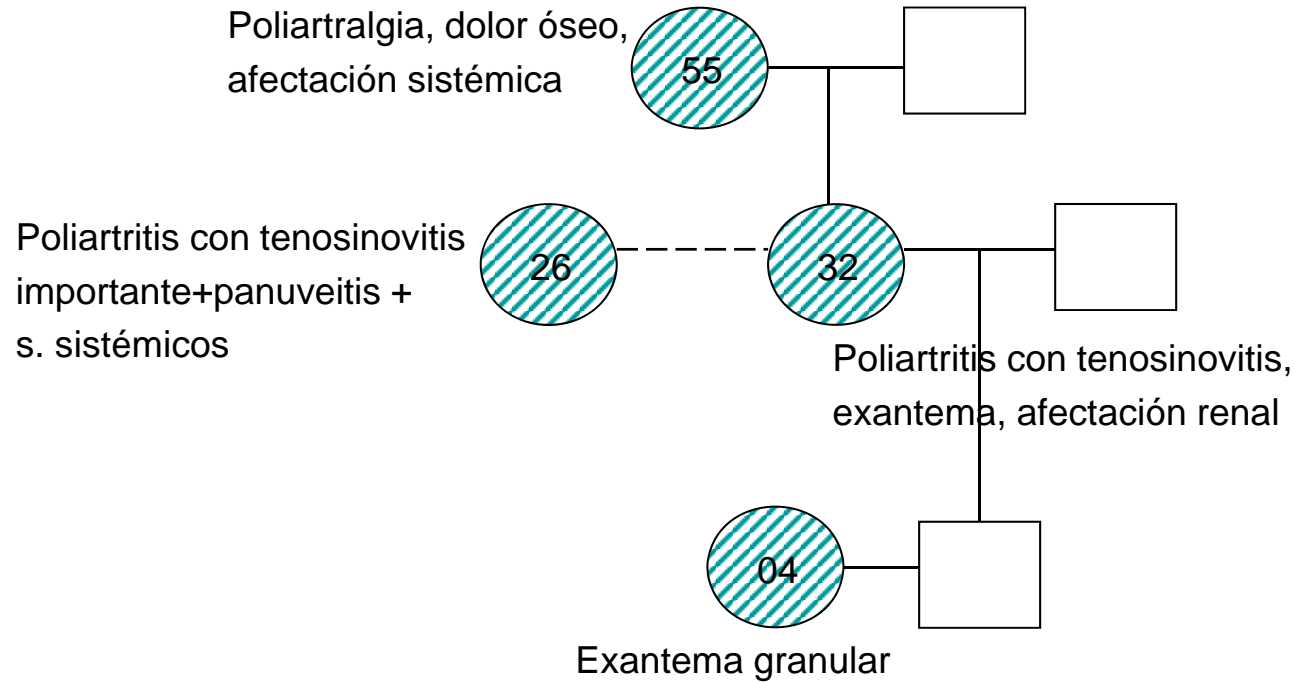 Poliartralgia, dolor óseo,
afectación sistémica
55
Poliartritis con tenosinovitis
importante+panuveitis +
s. sistémicos
26
32
Poliartritis con tenosinovitis,
exantema, afectación renal
04
Exantema granular